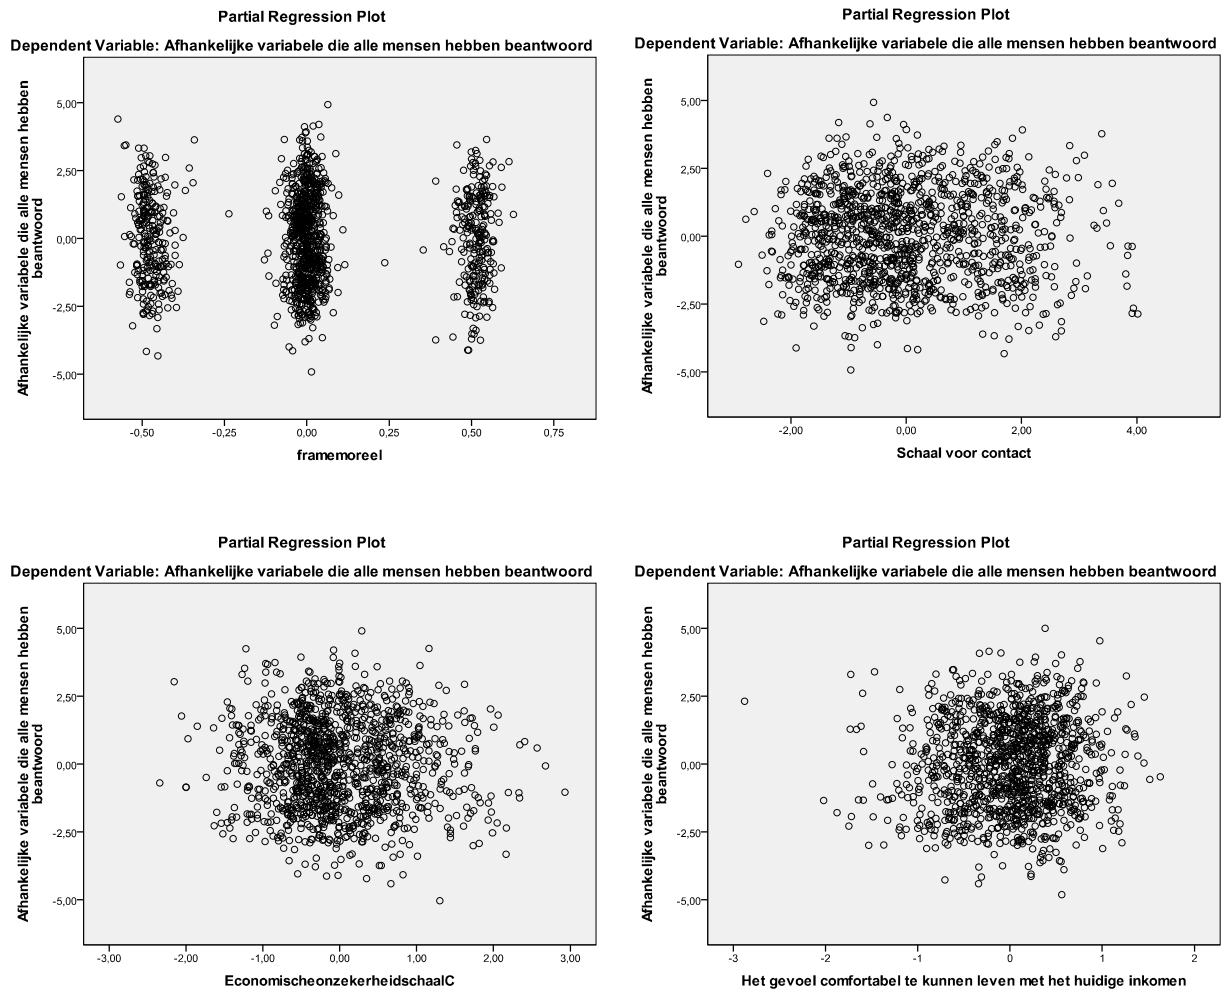 Partial Regression Plot
Dependent Variable: Afhankelijke variabele die alle mensen hebben beantwoord
Afhankelijke variabele die alle mensen hebben
beantwoord
5,00
2,50
0,00
-2,50
-5,00
-0,50
-0,25
0,00
0,25
0,50
0,75
framemoreel
Partial Regression Plot
Dependent Variable: Afhankelijke variabele die alle mensen hebben beantwoord
Afhankelijke variabele die alle mensen hebben
beantwoord
5,00
2,50
0,00
-2,50
-5,00
-2,00
0,00
2,00
4,00
Schaal voor contact
Partial Regression Plot
Dependent Variable: Afhankelijke variabele die alle mensen hebben beantwoord
Afhankelijke variabele die alle mensen hebben
beantwoord
5,00
2,50
0,00
-2,50
-5,00
-3,00
-2,00
-1,00
0,00
1,00
2,00
3,00
EconomischeonzekerheidschaalC
Partial Regression Plot
Dependent Variable: Afhankelijke variabele die alle mensen hebben beantwoord
Afhankelijke variabele die alle mensen hebben
beantwoord
5,00
2,50
0,00
-2,50
-5,00
-3
-2
-1
0
1
2
Het gevoel comfortabel te kunnen leven met het huidige inkomen